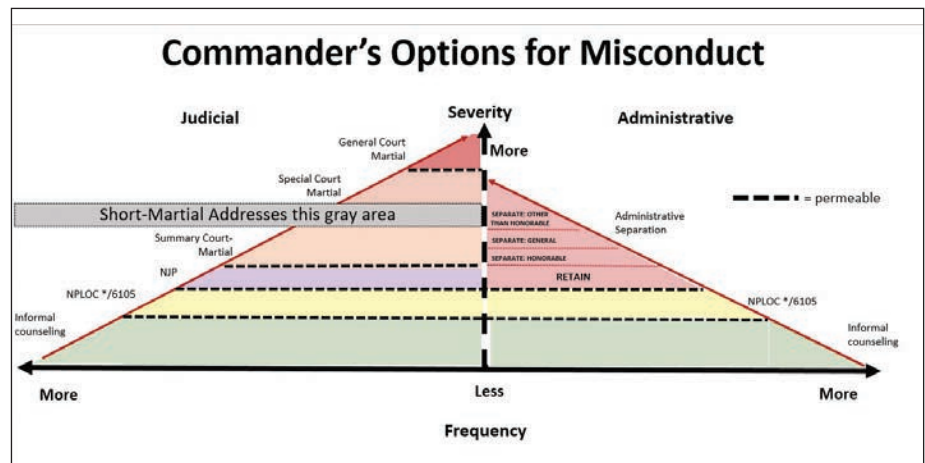 Commander's Options for Misconduct
Judicial
Severity
Administrative
More
General Court
Martial
Special Court
Martial
Short-Martial Addresses this gray area
Summary Court-
Martial
NJP
NPLOC */6105
Informal
counseling
= permeable
SEPARATE: OTHER
THAN HONORABLE
SEPARATE: GENERAL
SEPARATE: HONORABLE
RETAIN
Administrative
Separation
NPLOC */6105
Informal
counseling
More
Less
More
Frequency